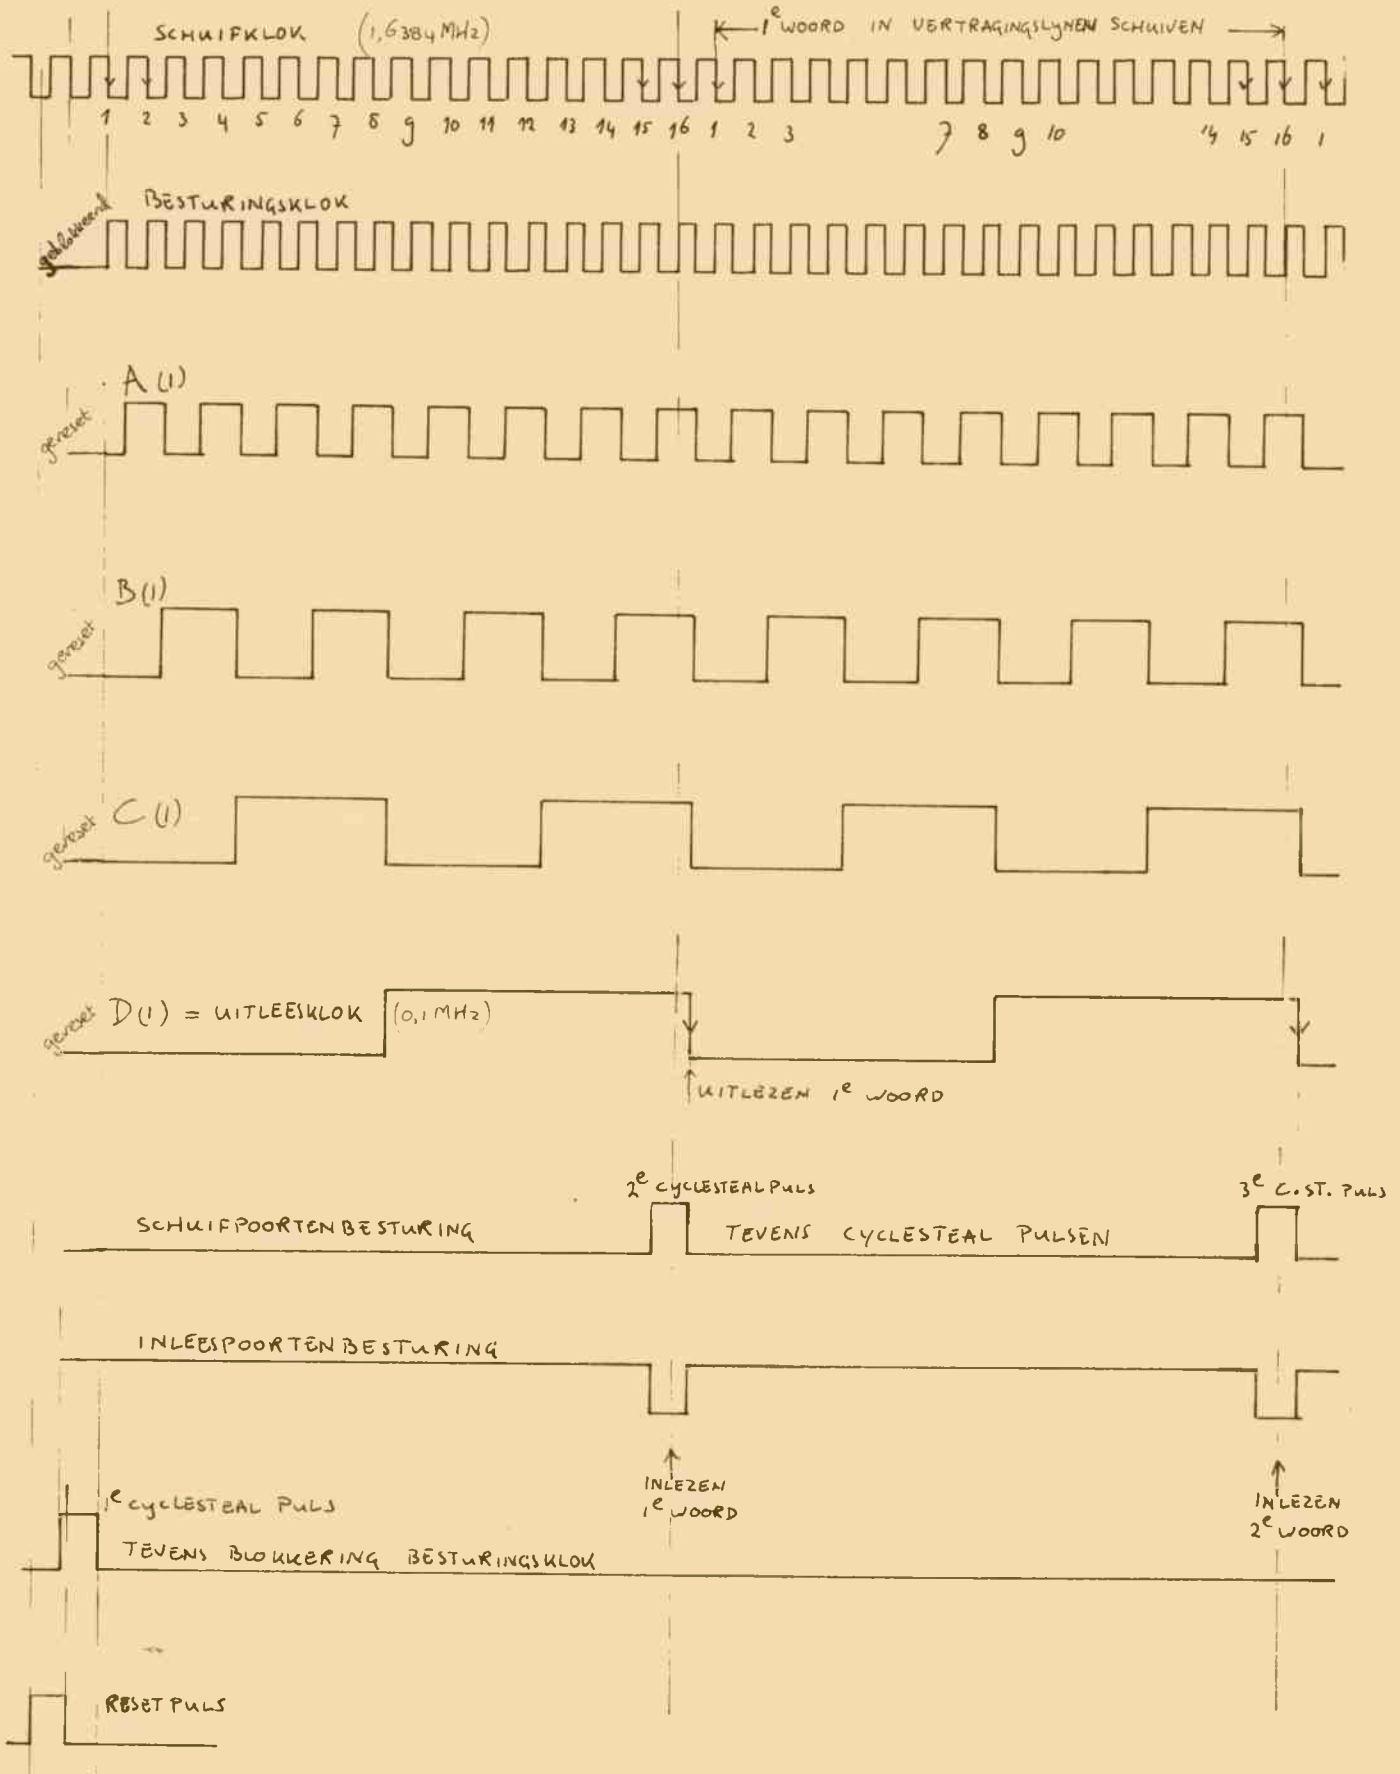 SCHUIFKLOK (1,6384 MHz)
1e WOORD IN VERTRAGINGSLYNEN SCHUIVEN
1 2 3 4 5 6 7 8 9 10 11 12 13 14 15 16 1 2 3 7 8 9 10 14 15 16 1
geblokkeerd
BESTURINGSKLOK
gereset
A (1)
gereset
B (1)
gereset
C (1)
gereset
D (1) = UITLEESKLOK (0,1 MHz)
UITLEZEN 1e WOORD
2e CYCLESTEALPULS
3e C.ST. PULS
SCHUIFPOORTENBESTURING
TEVENS CYCLESTEAL PULSEN
INLEESPOORTENBESTURING
INLEZEN
1e WOORD
INLEZEN
2e WOORD
1e CYCLESTEAL PULS
TEVENS BLOKKERING BESTURINGSKLOK
RESET PULS